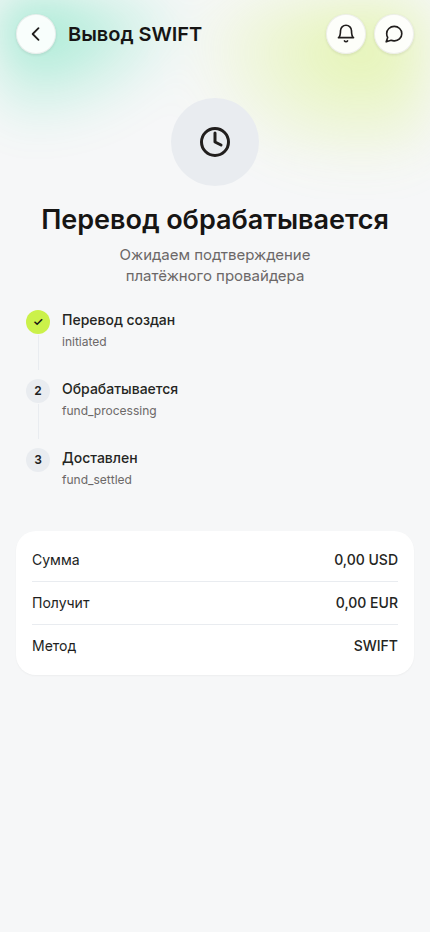 Вывод SWIFT
Перевод обрабатывается
Ожидаем подтверждение
платёжного провайдера
Перевод создан
initiated
2 Обрабатывается
fund_processing
3 Доставлен
fund_settled
Сумма 0,00 USD
Получит 0,00 EUR
Метод SWIFT